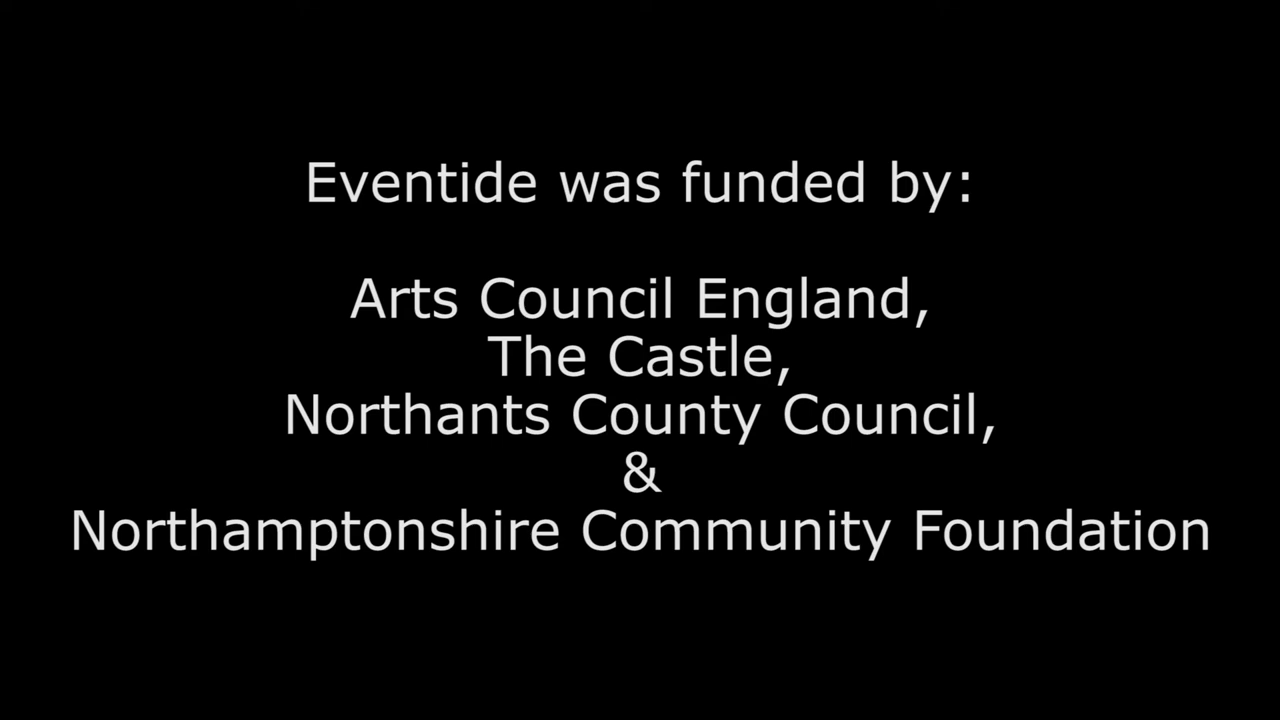 Eventide was funded by:
Arts Council England,
The Castle,
Northants County Council,
&
Northamptonshire Community Foundation